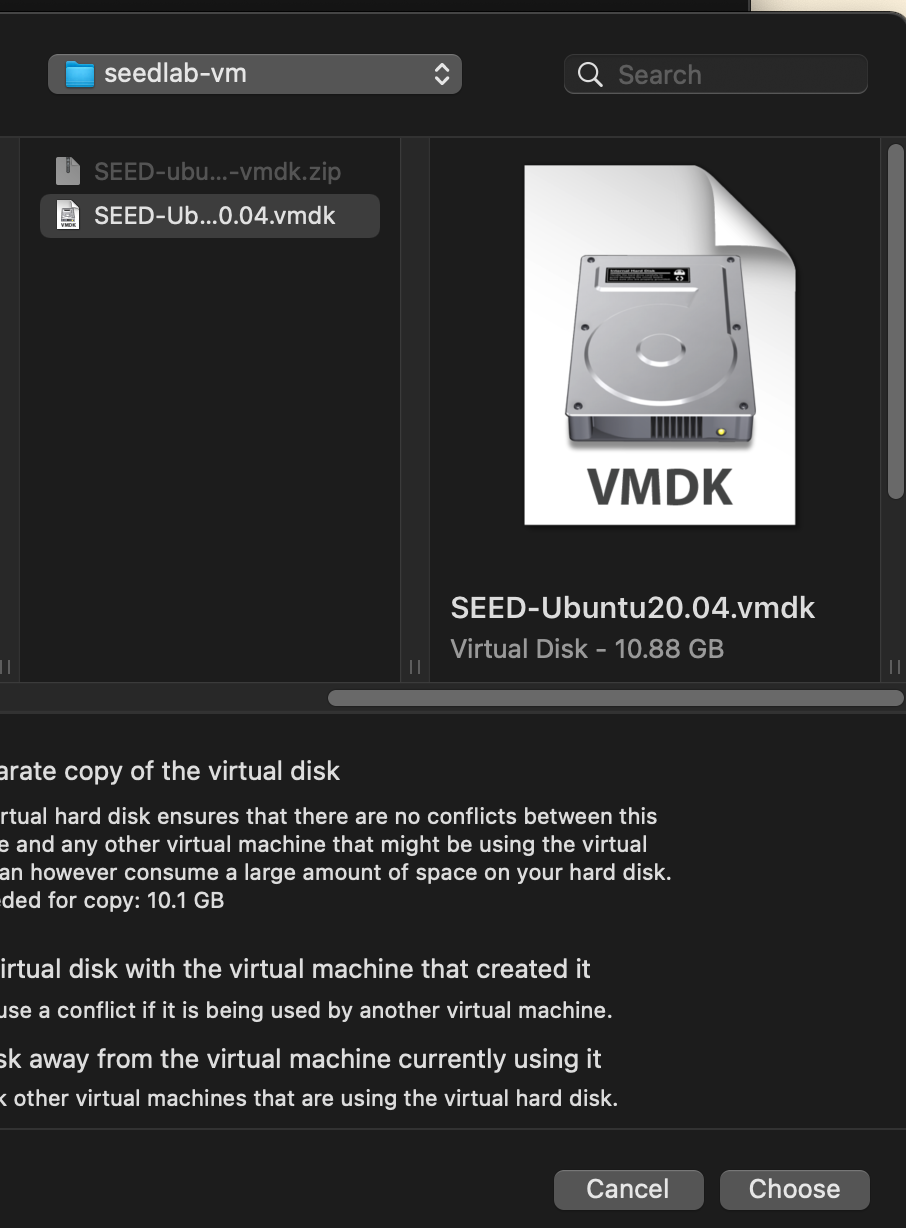 seedlab-vm
Search
SEED-ubu...-vmdk.zip
SEED-Ub...0.04.vmdk
VMDK
SEED-Ubuntu20.04.vmdk
Virtual Disk - 10.88 GB
arate copy of the virtual disk
rtual hard disk ensures that there are no conflicts between this
e and any other virtual machine that might be using the virtual
an however consume a large amount of space on your hard disk.
ded for copy: 10.1 GB
irtual disk with the virtual machine that created it
use a conflict if it is being used by another virtual machine.
sk away from the virtual machine currently using it
k other virtual machines that are using the virtual hard disk.
Cancel
Choose